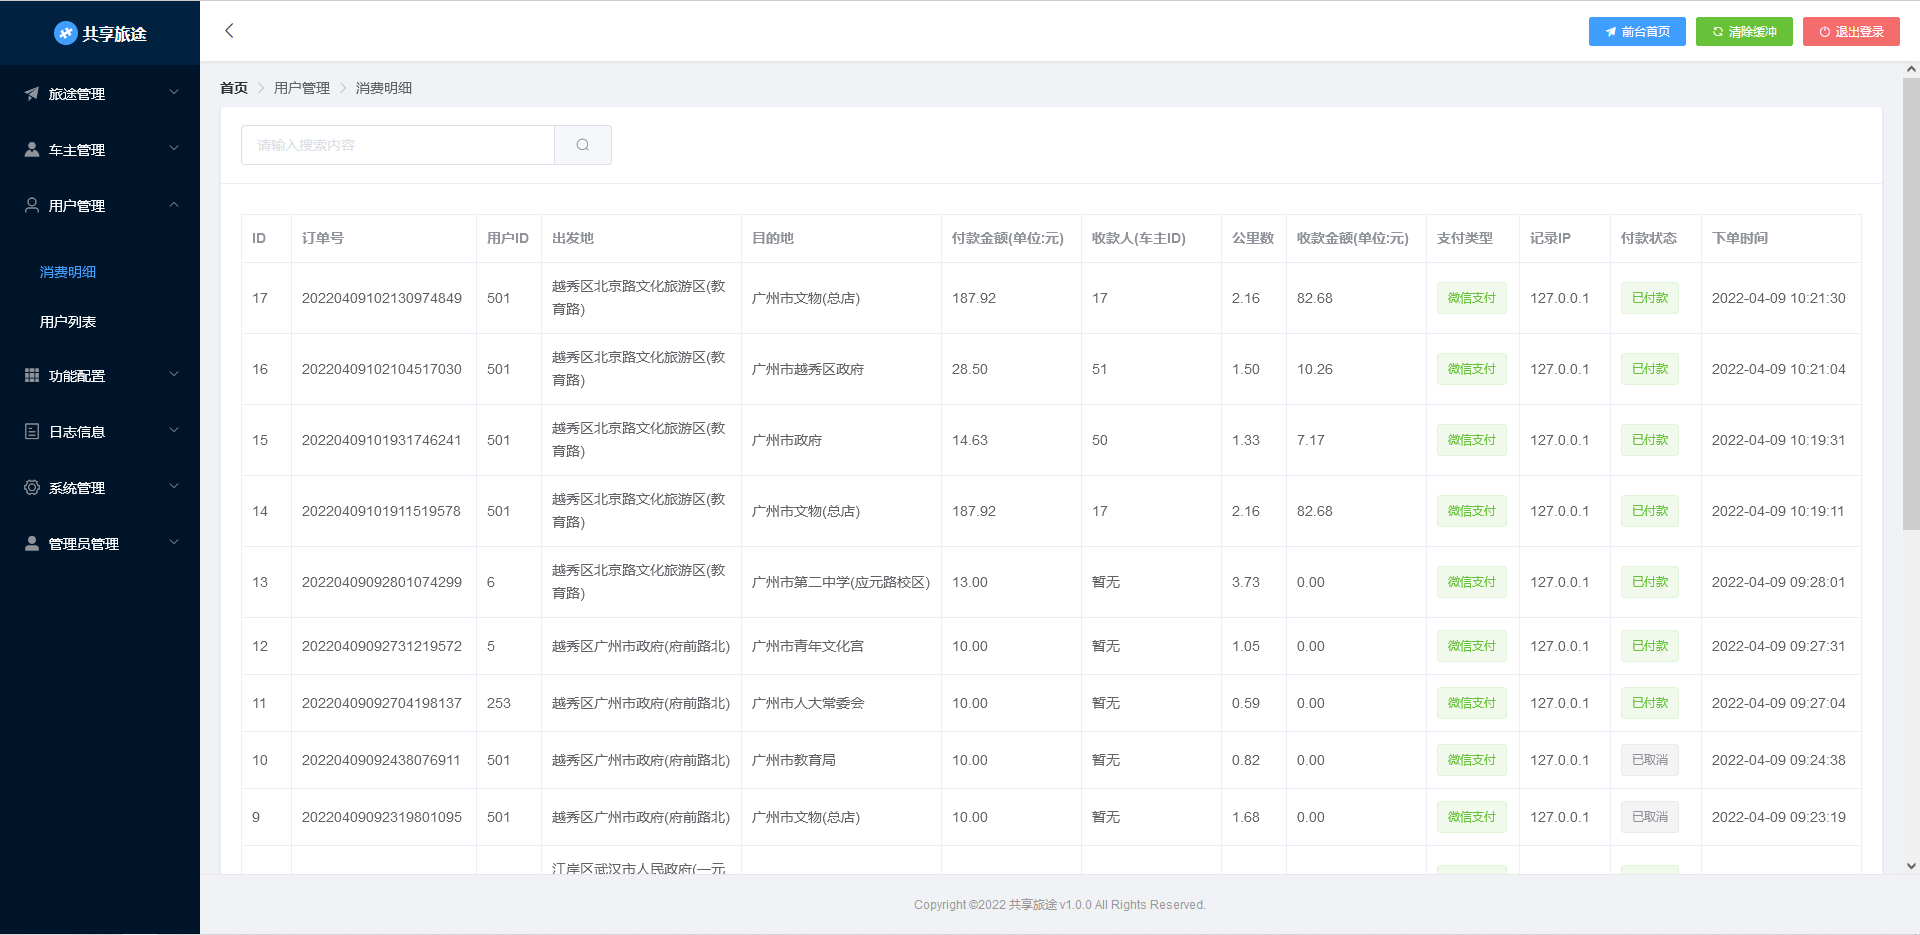 共享旅途
前台首页
清除缓冲
退出登录
旅途管理
车主管理
用户管理
消费明细
用户列表
功能配置
日志信息
系统管理
管理员管理
首页 用户管理 消费明细
请输入搜索内容
ID 订单号 用户ID 出发地 目的地 付款金额(单位:元) 收款人(车主ID) 公里数 收款金额(单位:元) 支付类型 记录IP 付款状态 下单时间
17 20220409102130974849 501 越秀区北京路文化旅游区(教
育路) 广州市文物(总店) 187.92 17 2.16 82.68 微信支付 127.0.0.1 已付款 2022-04-09 10:21:30
16 20220409102104517030 501 越秀区北京路文化旅游区(教
育路) 广州市越秀区政府 28.50 51 1.50 10.26 微信支付 127.0.0.1 已付款 2022-04-09 10:21:04
15 20220409101931746241 501 越秀区北京路文化旅游区(教
育路) 广州市政府 14.63 50 1.33 7.17 微信支付 127.0.0.1 已付款 2022-04-09 10:19:31
14 20220409101911519578 501 越秀区北京路文化旅游区(教
育路) 广州市文物(总店) 187.92 17 2.16 82.68 微信支付 127.0.0.1 已付款 2022-04-09 10:19:11
13 20220409092801074299 6 越秀区北京路文化旅游区(教
育路) 广州市第二中学(应元路校区) 13.00 暂无 3.73 0.00 微信支付 127.0.0.1 已付款 2022-04-09 09:28:01
12 20220409092731219572 5 越秀区广州市政府(府前路北) 广州市青年文化宫 10.00 暂无 1.05 0.00 微信支付 127.0.0.1 已付款 2022-04-09 09:27:31
11 20220409092704198137 253 越秀区广州市政府(府前路北) 广州市人大常委会 10.00 暂无 0.59 0.00 微信支付 127.0.0.1 已付款 2022-04-09 09:27:04
10 20220409092438076911 501 越秀区广州市政府(府前路北) 广州市教育局 10.00 暂无 0.82 0.00 微信支付 127.0.0.1 已取消 2022-04-09 09:24:38
9 20220409092319801095 501 越秀区广州市政府(府前路北) 广州市文物(总店) 10.00 暂无 1.68 0.00 微信支付 127.0.0.1 已取消 2022-04-09 09:23:19
江岸区武汉市人民政府(一元
Copyright ©2022 共享旅途 v1.0.0 All Rights Reserved.